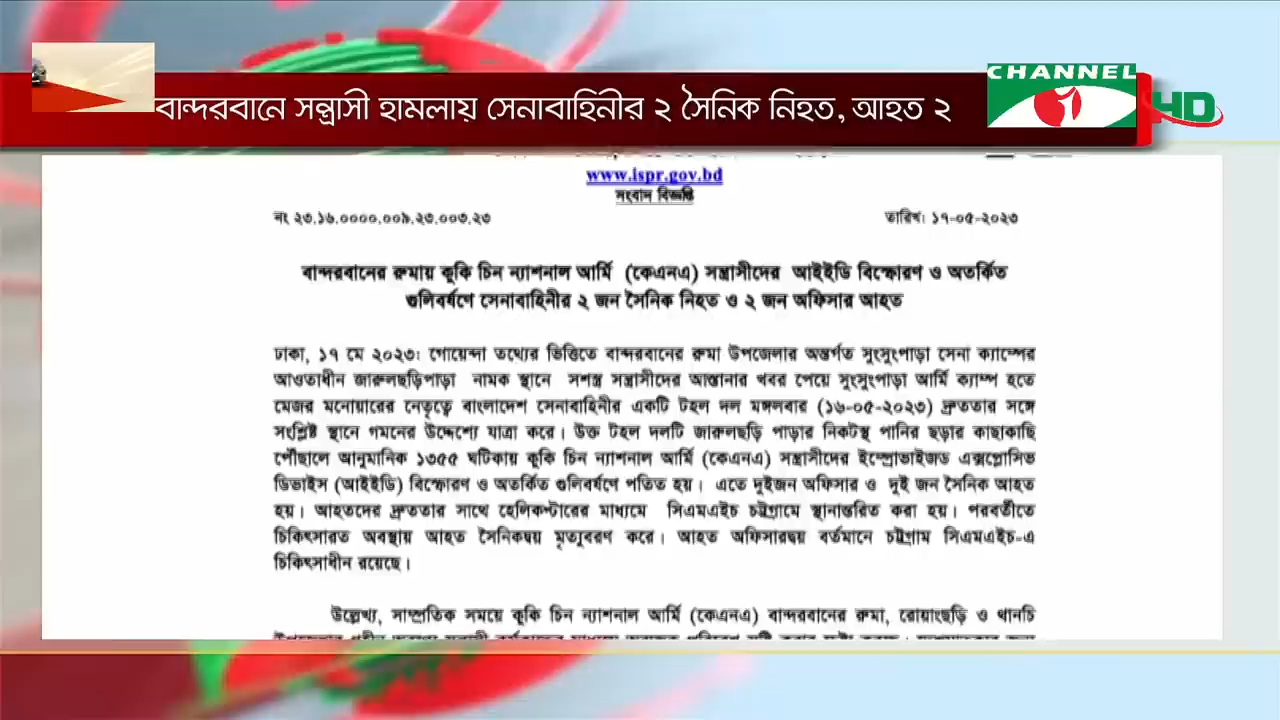 CHANNEL
HD
বান্দরবানে সন্ত্রাসী হামলায় সেনাবাহিনীর ২ সৈনিক নিহত, আহত ২
www.ispr.gov.bd
সংবাদ বিজ্ঞপ্তি
নং ২৩.১৬.০০০০.০০৯.২৩.০০৩.২৩ তারিখ: ১৭-০৫-২০২৩
বান্দরবানের রুমায় কুকি চিন ন্যাশনাল আর্মি (কেএনএ) সন্ত্রাসীদের আইইডি বিস্ফোরণ ও অতর্কিত
গুলিবর্ষণে সেনাবাহিনীর ২ জন সৈনিক নিহত ও ২ জন অফিসার আহত
ঢাকা, ১৭ মে ২০২৩: গোয়েন্দা তথ্যের ভিত্তিতে বান্দরবানের রুমা উপজেলার অন্তর্গত সুংসুংপাড়া সেনা ক্যাম্পের
আওতাধীন জারুলছড়িপাড়া নামক স্থানে সশস্ত্র সন্ত্রাসীদের আস্তানার খবর পেয়ে সুংসুংপাড়া আর্মি ক্যাম্প হতে
মেজর মনোয়ারের নেতৃত্বে বাংলাদেশ সেনাবাহিনীর একটি টহল দল মঙ্গলবার (১৬-০৫-২০২৩) দ্রুততার সঙ্গে
সংশ্লিষ্ট স্থানে গমনের উদ্দেশ্যে যাত্রা করে। উক্ত টহল দলটি জারুলছড়ি পাড়ার নিকটস্থ পানির ছড়ার কাছাকাছি
পৌঁছালে আনুমানিক ১৩৫৫ ঘটিকায় কুকি চিন ন্যাশনাল আর্মি (কেএনএ) সন্ত্রাসীদের ইম্প্রোভাইজড এক্সপ্লোসিভ
ডিভাইস (আইইডি) বিস্ফোরণ ও অতর্কিত গুলিবর্ষণে পতিত হয়। এতে দুইজন অফিসার ও দুই জন সৈনিক আহত
হয়। আহতদের দ্রুততার সাথে হেলিকপ্টারের মাধ্যমে সিএমএইচ চট্টগ্রামে স্থানান্তরিত করা হয়। পরবর্তীতে
চিকিৎসারত অবস্থায় আহত সৈনিকদ্বয় মৃত্যুবরণ করে। আহত অফিসারদ্বয় বর্তমানে চট্টগ্রাম সিএমএইচ-এ
চিকিৎসাধীন রয়েছে।
উল্লেখ্য, সাম্প্রতিক সময়ে কুকি চিন ন্যাশনাল আর্মি (কেএনএ) বান্দরবানের রুমা, রোয়াংছড়ি ও থানচি